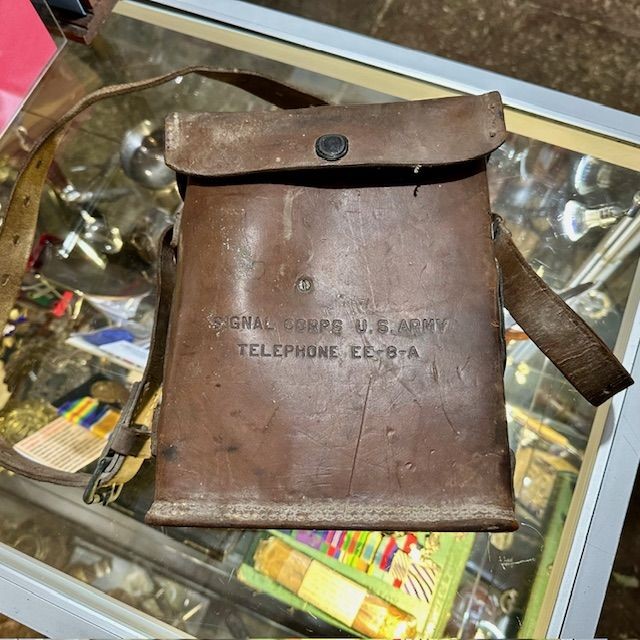 SIGNAL CORPS U.S. ARMY
TELEPHONE EE-8-A